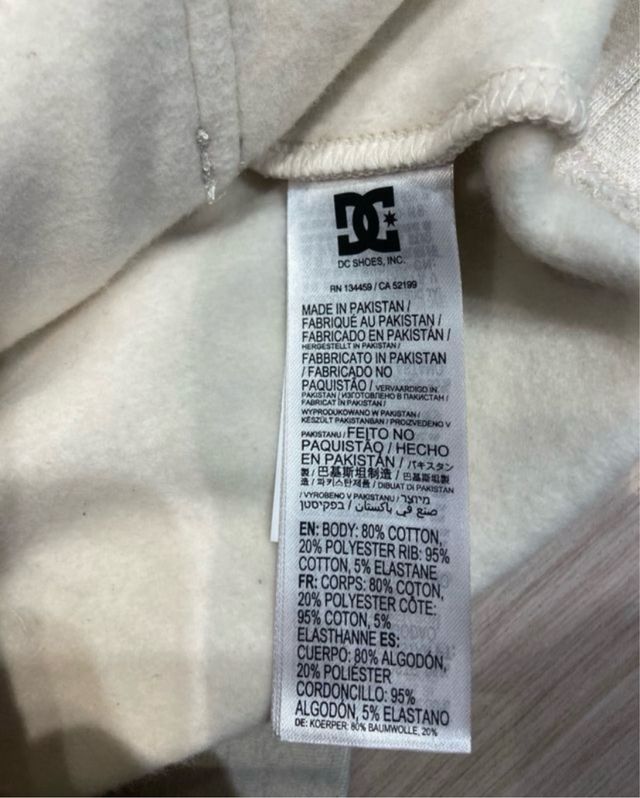 DC
DC SHOES, INC.
RN 134459 / CA 52199
MADE IN PAKISTAN /
FABRIQUÉ AU PAKISTAN /
FABRICADO EN PAKISTÁN /
HERGESTELLT IN PAKISTAN /
FABBRICATO IN PAKISTAN
/ FABRICADO NO
PAQUISTÃO / VERVAARDIGD IN
PAKISTAN / ИЗГОТОВЛЕНО В ПАКИСТАН /
FABRICAT ÎN PAKISTAN /
WYPRODUKOWANO W PAKISTAN /
KÉSZÜLT PAKISTANBAN / PROIZVEDENO V
PAKISTANU / FEITO NO
PAQUISTÃO / HECHO
EN PAKISTÁN / パキスタン
製 / 巴基斯坦制造 / 巴基斯坦製
造 / 파키스탄제품 / DIBUAT DI PAKISTAN
/ VYROBENO V PAKISTANU / מיוצר
صنع في باكستان / בפקיסטן
EN: BODY: 80% COTTON,
20% POLYESTER RIB: 95%
COTTON, 5% ELASTANE
FR: CORPS: 80% COTON,
20% POLYESTER CÔTE:
95% COTON, 5%
ELASTHANNE ES:
CUERPO: 80% ALGODÓN,
20% POLIÉSTER
CORDONCILLO: 95%
ALGODÓN, 5% ELASTANO
DE: KOERPER: 80% BAUMWOLLE, 20%